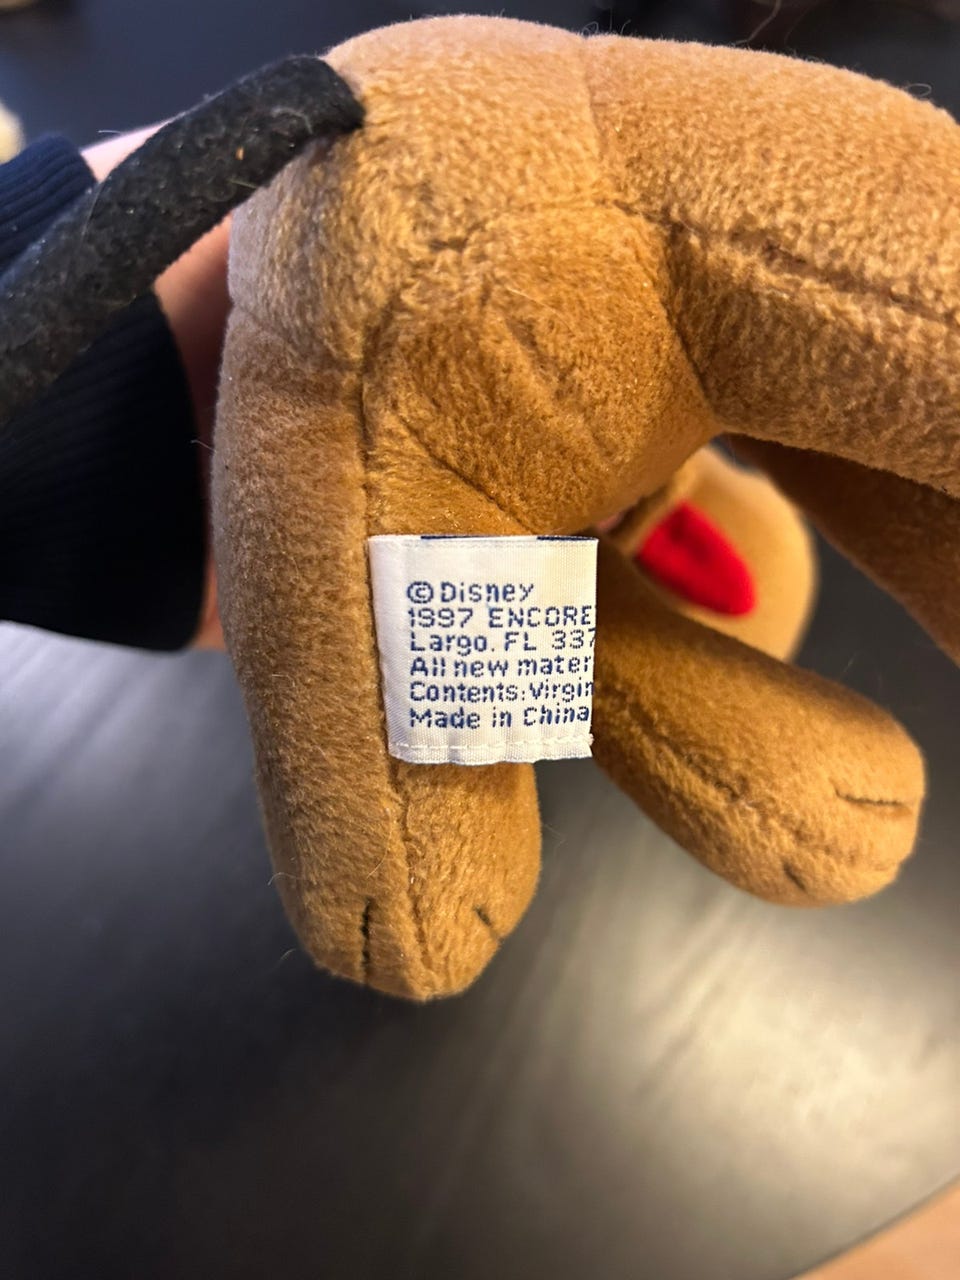 ©Disney
1997 ENCORE
Largo. FL 337
All new mater
Contents: Virgin
Made in China